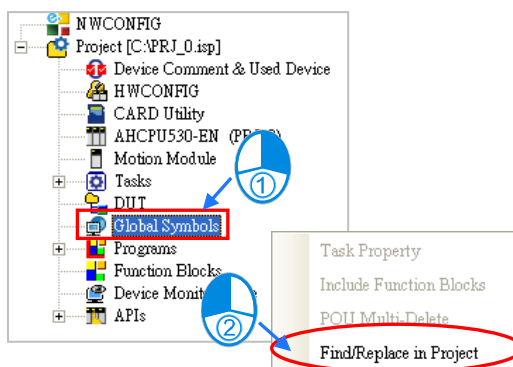 NWCONFIG
Project [C:\PRJ_0.isp]
Device Comment & Used Device
HWCONFIG
CARD Utility
AHCPU530-EN
Motion Module
Tasks
DUT
Global Symbols
Programs
Function Blocks
Device
APIs
1
2
Task Property
Include Function Blocks
POU Multi-Delete
Find/Replace in Project